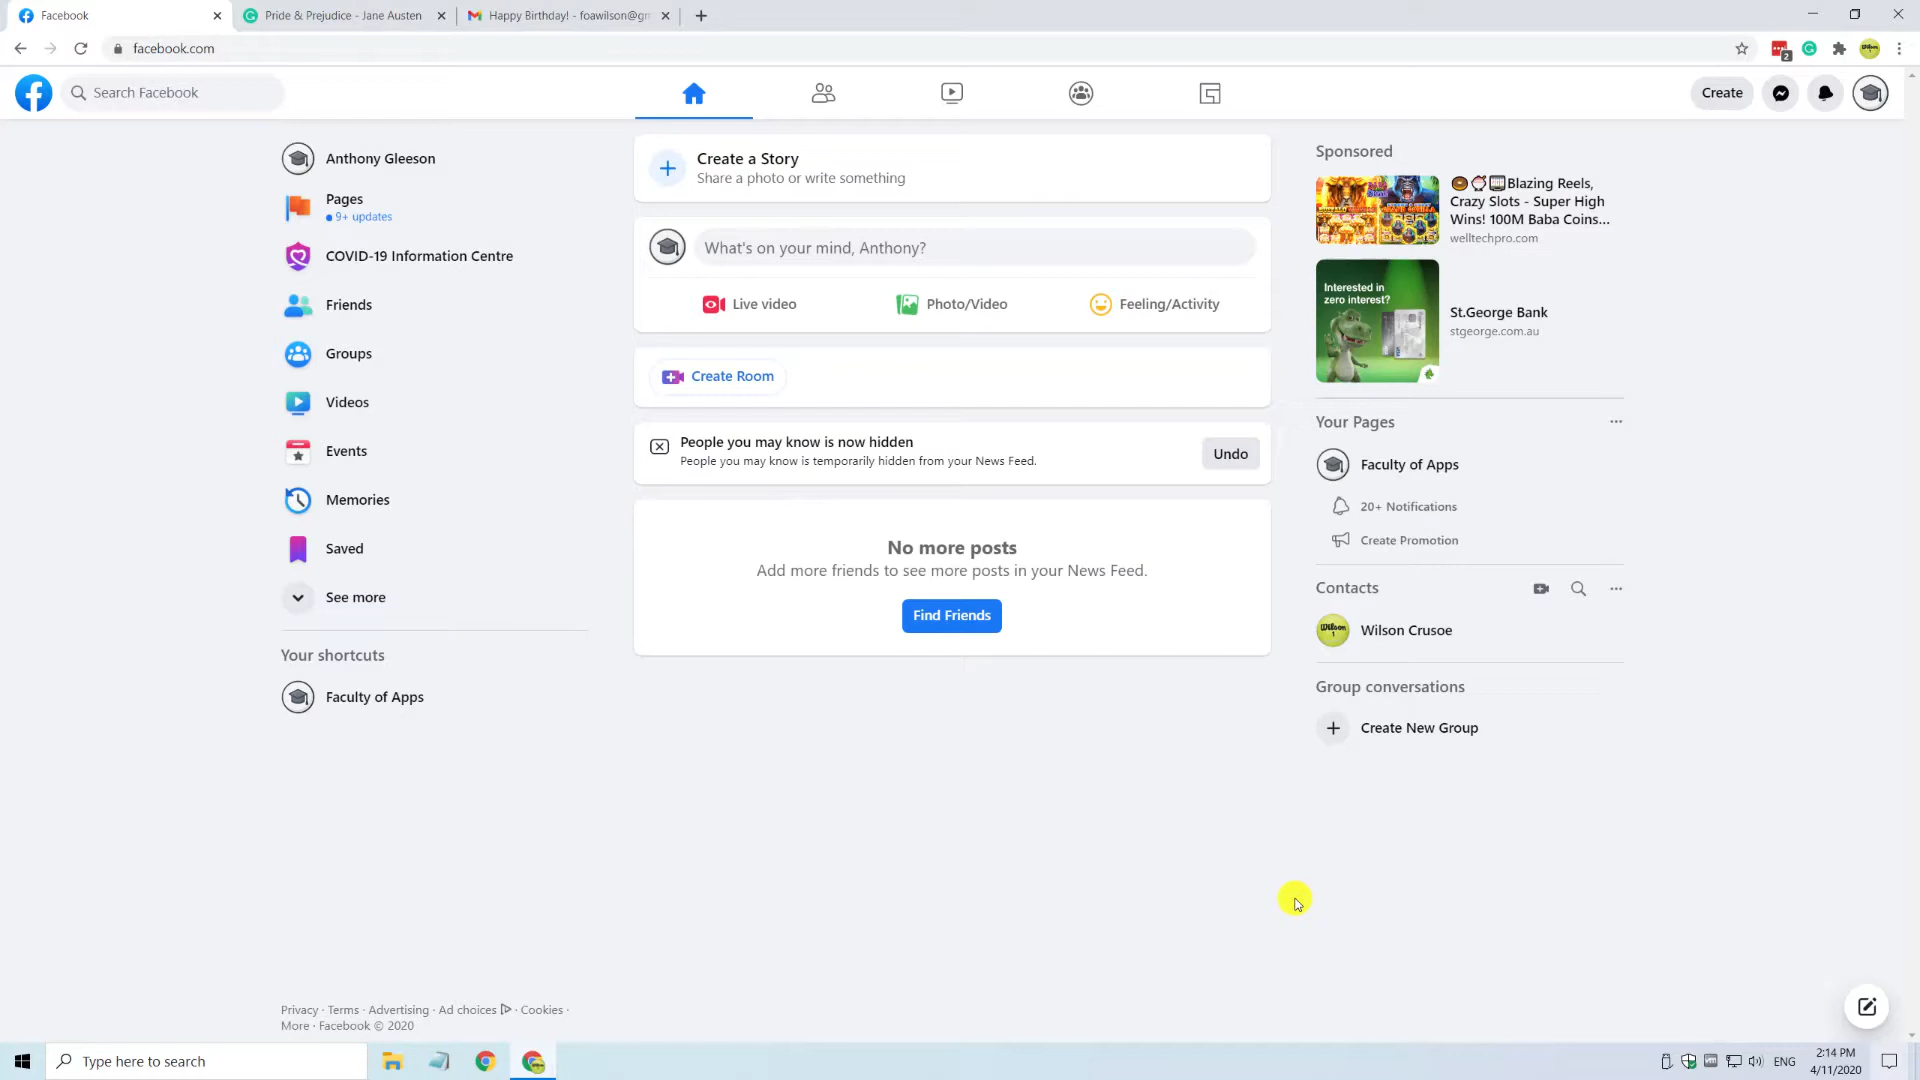 Facebook
Pride & Prejudice - Jane Austen
Happy Birthday! - foawilson@gm
facebook.com
2
Search Facebook
Create
Anthony Gleeson
Pages
9+ updates
COVID-19 Information Centre
Friends
Groups
Videos
Events
Memories
Saved
See more
Your shortcuts
Faculty of Apps
Privacy · Terms · Advertising · Ad choices · Cookies ·
More · Facebook © 2020
Create a Story
Share a photo or write something
What's on your mind, Anthony?
Live video
Photo/Video
Feeling/Activity
Create Room
People you may know is now hidden
People you may know is temporarily hidden from your News Feed.
Undo
No more posts
Add more friends to see more posts in your News Feed.
Find Friends
Sponsored
Blazing Reels,
Crazy Slots - Super High
Wins! 100M Baba Coins...
welltechpro.com
Interested in
zero interest?
St.George Bank
stgeorge.com.au
Your Pages
Faculty of Apps
20+ Notifications
Create Promotion
Contacts
Wilson
1
Wilson Crusoe
Group conversations
Create New Group
Type here to search
ENG
2:14 PM
4/11/2020